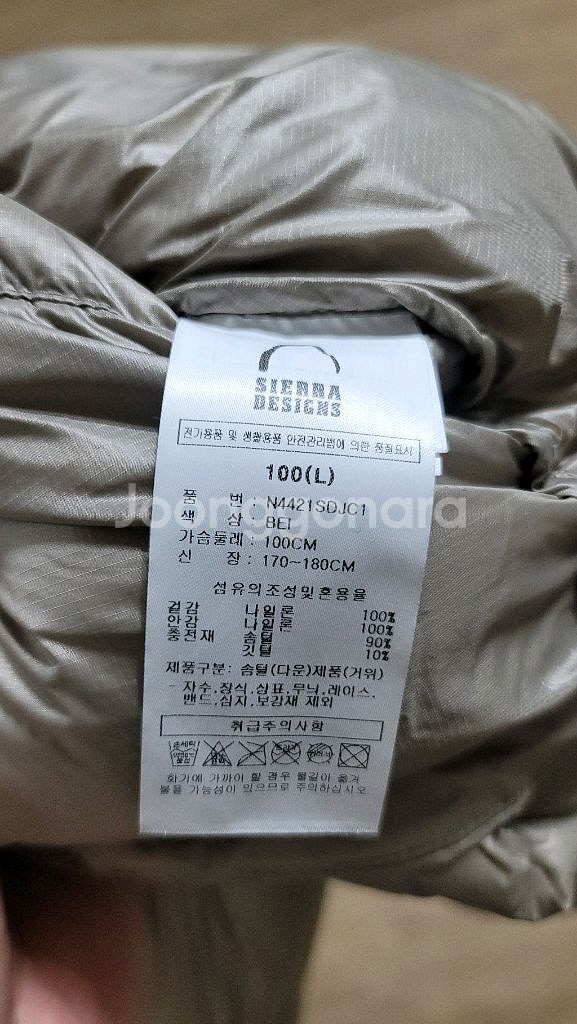 SIERRA
DESIGNS
전기용품 및 생활용품 안전관리법에 의한 품질표시
100(L)
품 번 : N4421SDJC1
색 상 : BEI
Joonggonara
가슴둘레 : 100CM
신 장 : 170~180CM
섬유의조성및혼용율
겉감 나일론 100%
안감 나일론 100%
충전재 솜털 90%
깃털 10%
제품구분: 솜털(다운)제품(거위)
- 자수,장식,상표,무늬,레이스,
밴드,심지,보강재 제외
취급주의사항
손세탁
화기에 가까이 할 경우 불길이 옮겨
붙을 가능성이 있으므로 주의하십시오